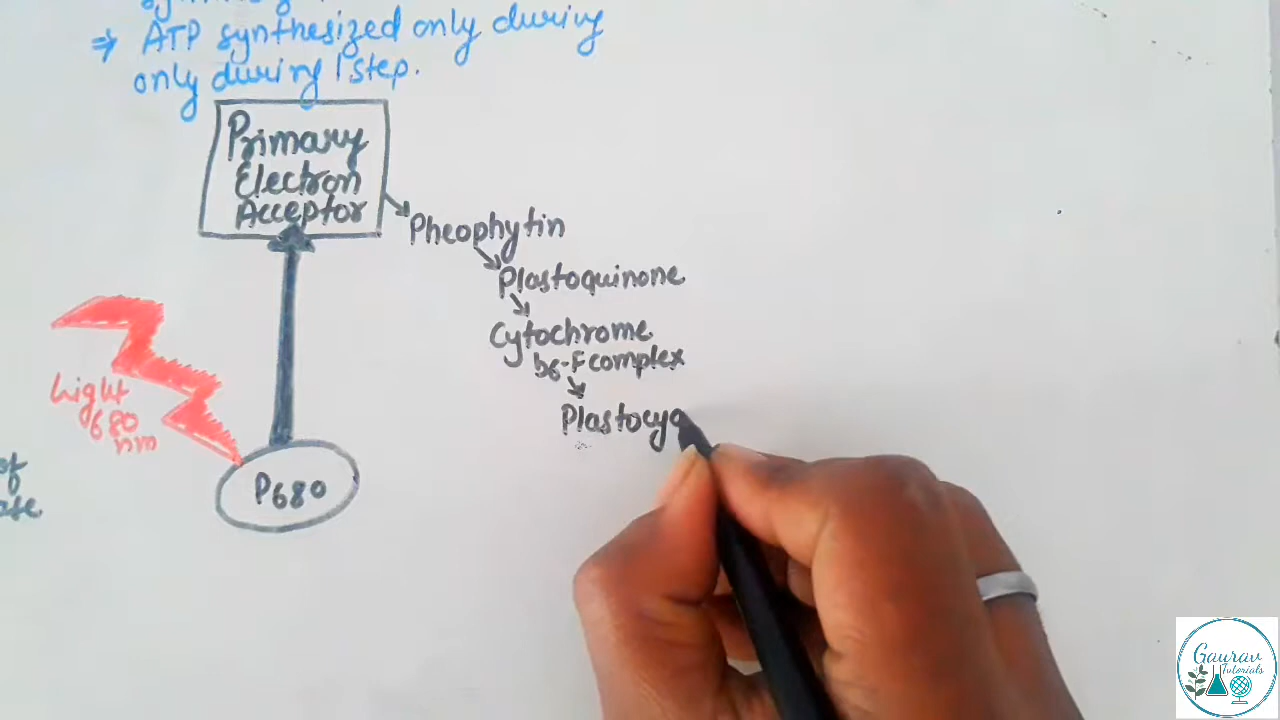 ⇒ ATP synthesized only during
only during 1 step.
Primary
Electron
Acceptor
Pheophytin
Plastoquinone
Cytochrome
b6-F complex
Plastocya
Light
680
nm
P680
of
Gaurav
Tutorials